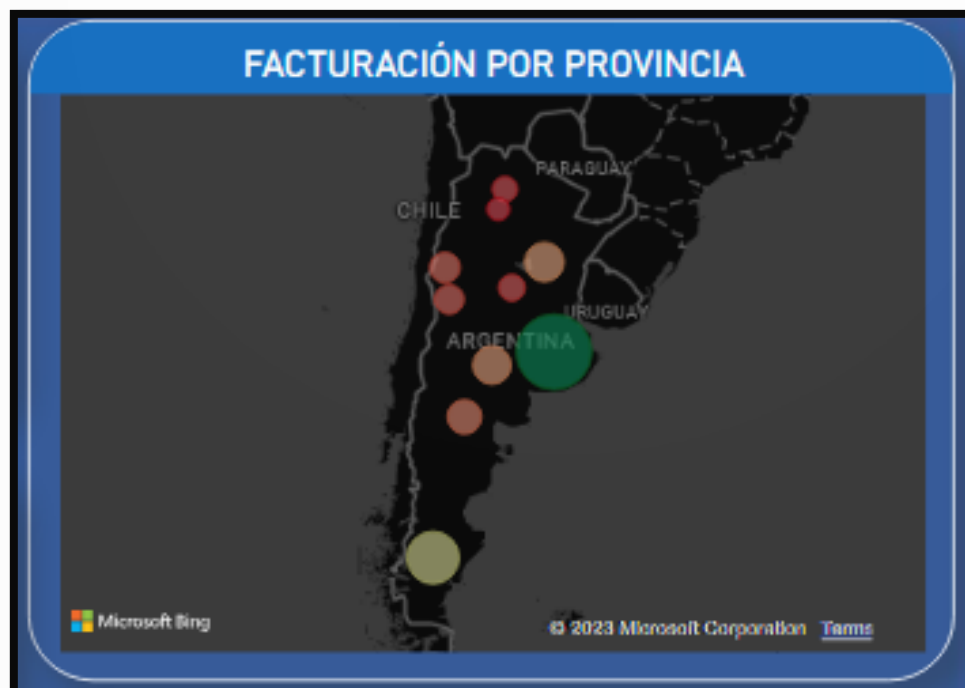 FACTURACIÓN POR PROVINCIA
PARAGUAY
CHILE
URUGUAY
ARGENTINA
Microsoft Bing
© 2023 Microsoft Corporation Terms